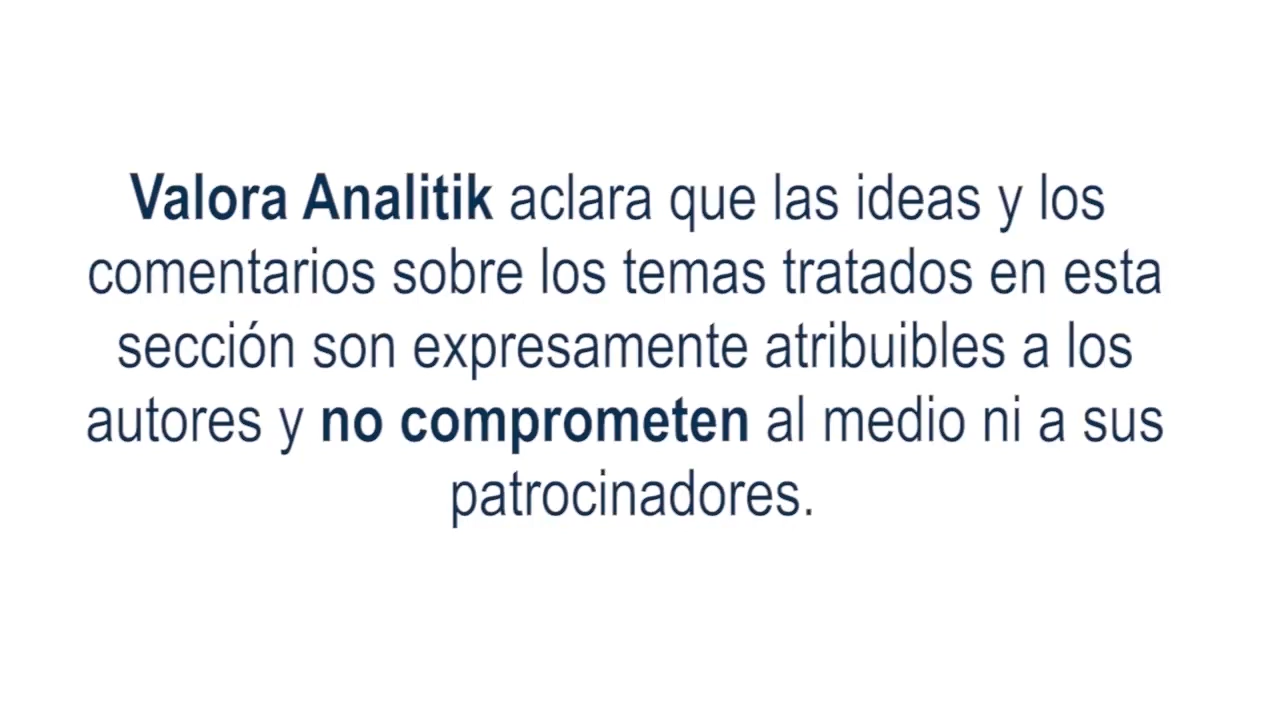 Valora Analitik aclara que las ideas y los
comentarios sobre los temas tratados en esta
sección son expresamente atribuibles a los
autores y no comprometen al medio ni a sus
patrocinadores.